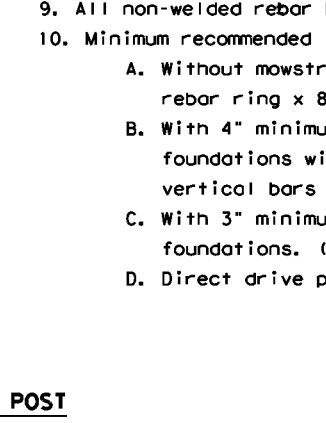 9. All non-welded rebar
10. Minimum recommended
A. Without mowstr
rebar ring x 8
B. With 4" minimu
foundations wi
vertical bars
C. With 3" minimu
foundations. (
D. Direct drive p
POST